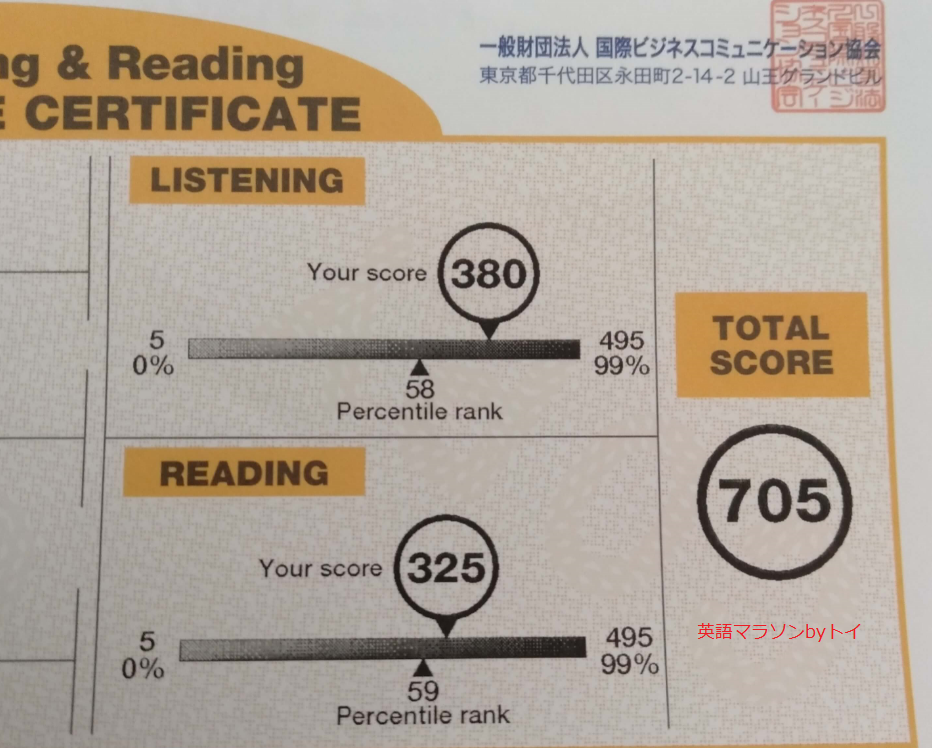 ng & Reading
E CERTIFICATE
一般財団法人 国際ビジネスコミュニケーション協会
東京都千代田区永田町2-14-2 山王グランドビル
LISTENING
Your score 380
5 495
0% 99%
58
Percentile rank
READING
Your score 325
5 495
0% 99%
59
Percentile rank
TOTAL
SCORE
705
英語マラソンbyトイ